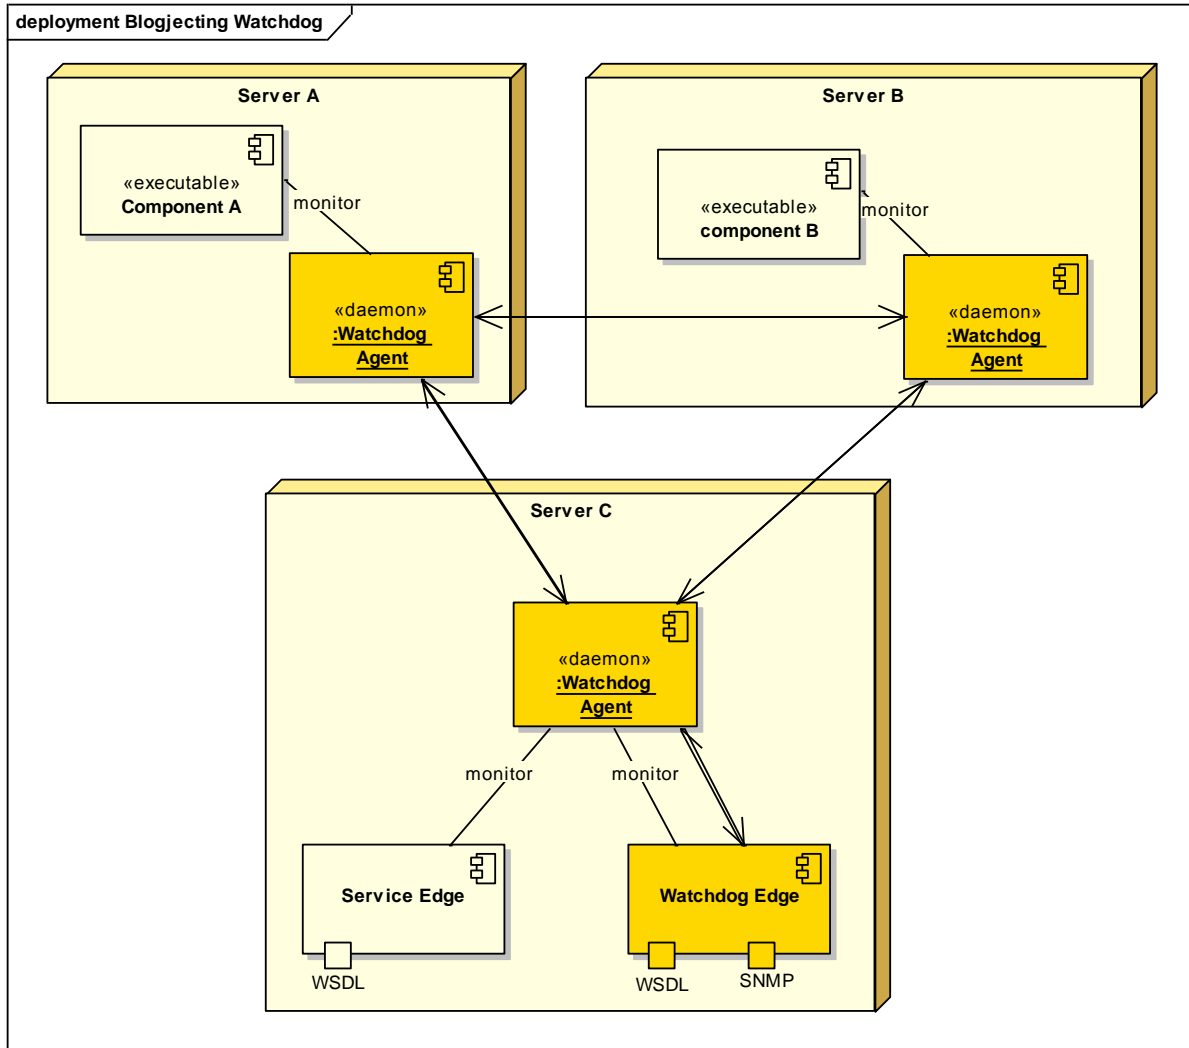 deployment Blogjecting Watchdog
Server A
«executable»
Component A
monitor
«daemon»
:Watchdog
Agent
Server B
«executable»
component B
monitor
«daemon»
:Watchdog
Agent
Server C
«daemon»
:Watchdog
Agent
monitor
monitor
Service Edge
WSDL
Watchdog Edge
WSDL
SNMP